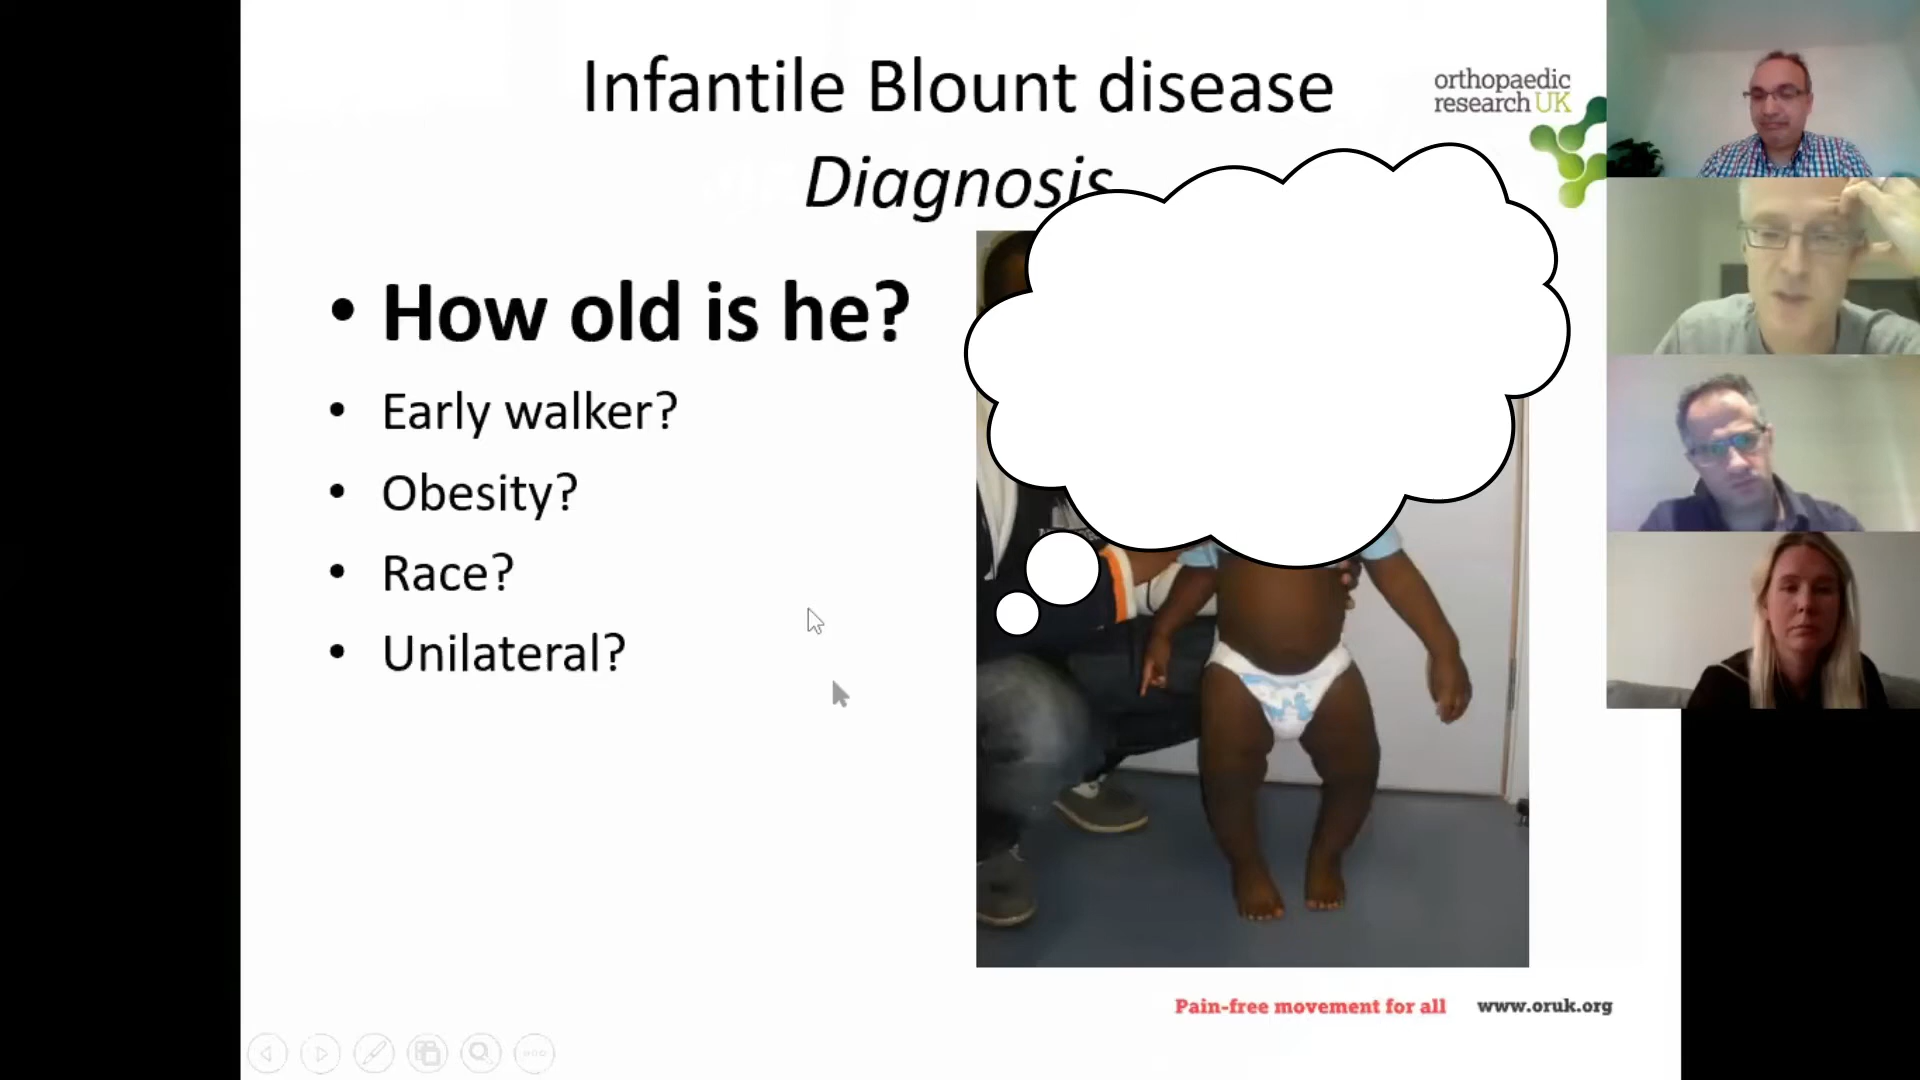 Infantile Blount disease
Diagnosis
orthopaedic
research UK
• How old is he?
• Early walker?
• Obesity?
• Race?
• Unilateral?
Pain-free movement for all
www.oruk.org